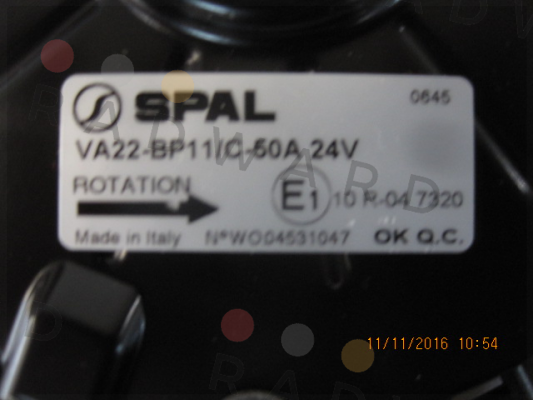 SPAL
0645
VA22-BP11/C-50A 24V
ROTATION
E1 10 R-04 7320
Made in Italy N°WO04531047 OK Q.C.
11/11/2016 10:54
RADWARD